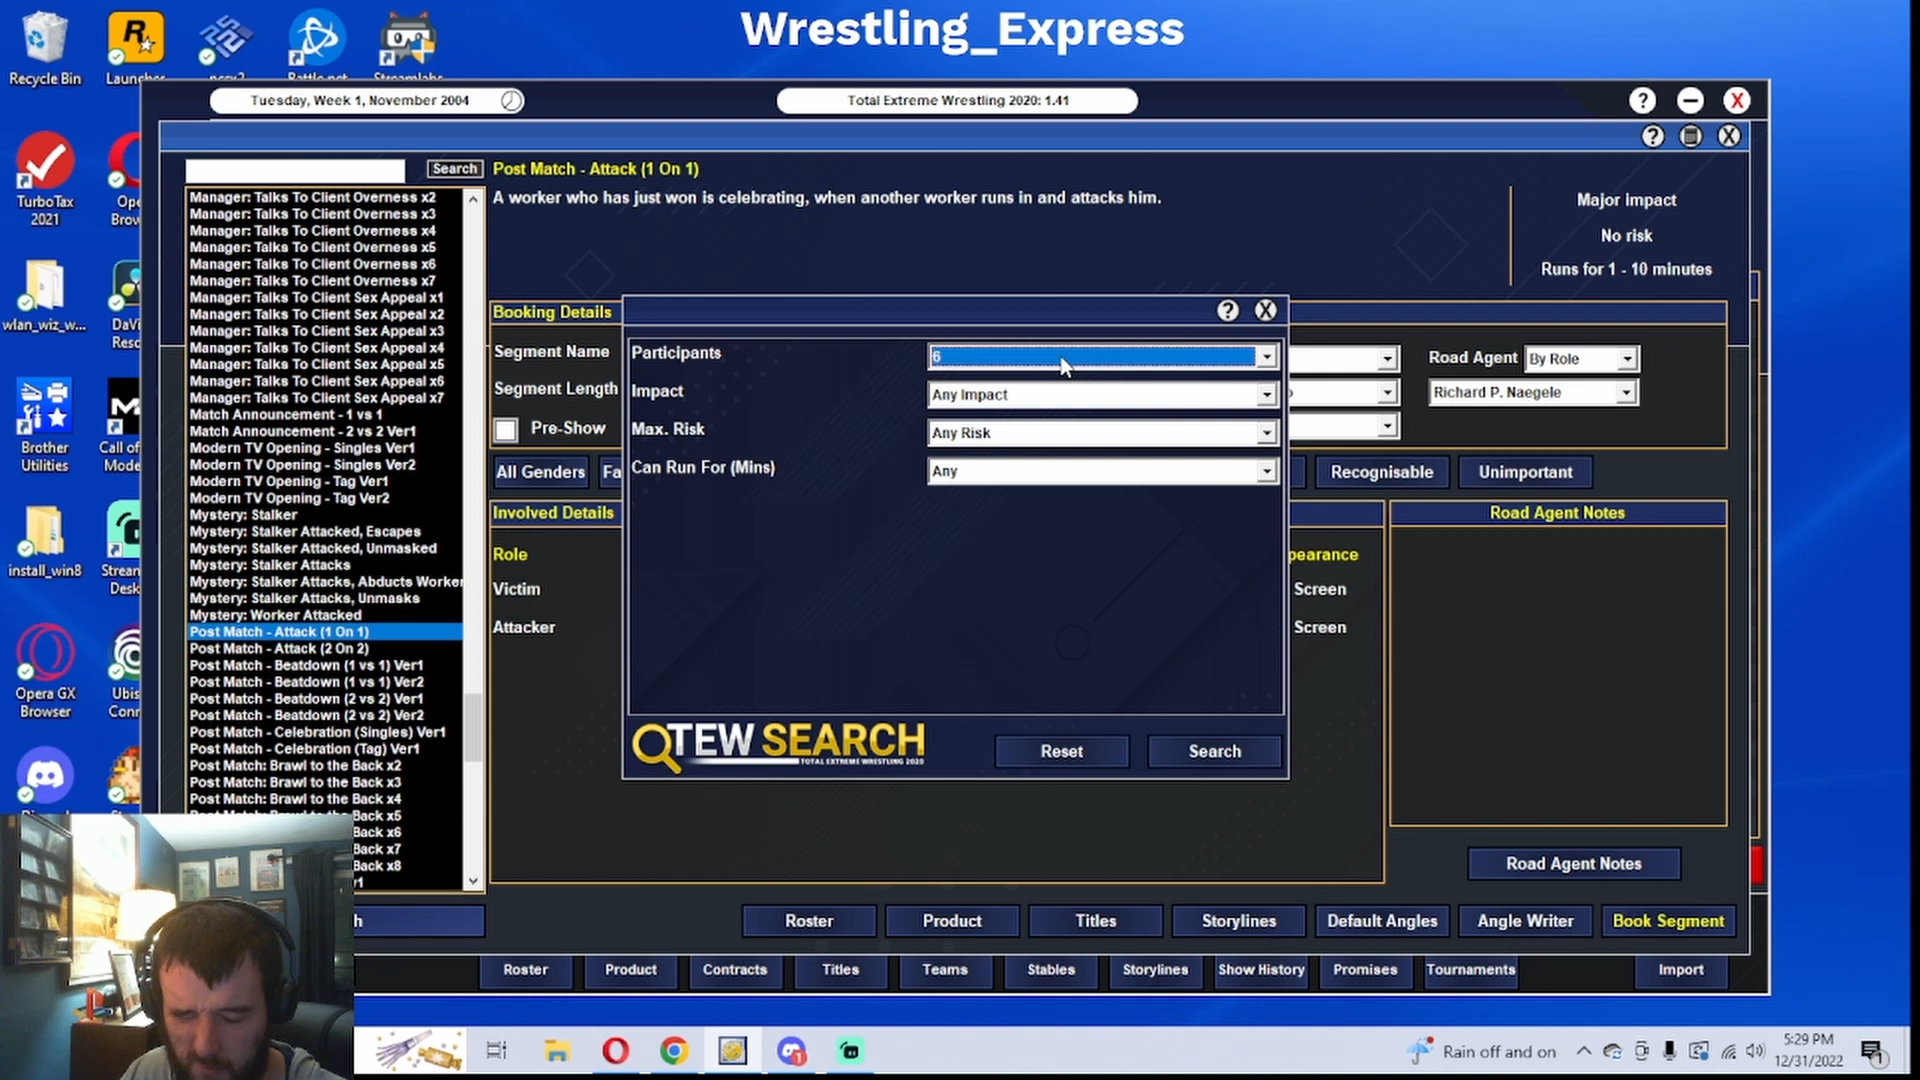 Wrestling_Express
Recycle Bin
Launcher
pcsx2
Battle.net
Streamlabs
TurboTax
2021
wlan_wiz_w...
Brother
Utilities
Call of
install_win8
Opera GX
Browser
Tuesday, Week 1, November 2004
Total Extreme Wrestling 2020: 1.41
?
X
?
X
Search
Post Match - Attack (1 On 1)
A worker who has just won is celebrating, when another worker runs in and attacks him.
Major Impact
No risk
Runs for 1 - 10 minutes
Manager: Talks To Client Overness x2
Manager: Talks To Client Overness x3
Manager: Talks To Client Overness x4
Manager: Talks To Client Overness x5
Manager: Talks To Client Overness x6
Manager: Talks To Client Overness x7
Manager: Talks To Client Sex Appeal x1
Manager: Talks To Client Sex Appeal x2
Manager: Talks To Client Sex Appeal x3
Manager: Talks To Client Sex Appeal x4
Manager: Talks To Client Sex Appeal x5
Manager: Talks To Client Sex Appeal x6
Manager: Talks To Client Sex Appeal x7
Match Announcement - 1 vs 1
Match Announcement - 2 vs 2 Ver1
Modern TV Opening - Singles Ver1
Modern TV Opening - Singles Ver2
Modern TV Opening - Tag Ver1
Modern TV Opening - Tag Ver2
Mystery: Stalker
Mystery: Stalker Attacked, Escapes
Mystery: Stalker Attacked, Unmasked
Mystery: Stalker Attacks
Mystery: Stalker Attacks, Abducts Worker
Mystery: Stalker Attacks, Unmasks
Mystery: Worker Attacked
Post Match - Attack (1 On 1)
Post Match - Attack (2 On 2)
Post Match - Beatdown (1 vs 1) Ver1
Post Match - Beatdown (1 vs 1) Ver2
Post Match - Beatdown (2 vs 2) Ver1
Post Match - Beatdown (2 vs 2) Ver2
Post Match - Celebration (Singles) Ver1
Post Match - Celebration (Tag) Ver1
Post Match: Brawl to the Back x2
Post Match: Brawl to the Back x3
Post Match: Brawl to the Back x4
Post Match: Brawl to the Back x5
Back x6
Back x7
Back x8
Booking Details
Segment Name
Segment Length
Pre-Show
Road Agent
By Role
Richard P. Naegele
All Genders
Fa
Recognisable
Unimportant
Involved Details
Role
pearance
Victim
Screen
Attacker
Screen
Road Agent Notes
Road Agent Notes
?
X
Participants
6
Impact
Any Impact
Max. Risk
Any Risk
Can Run For (Mins)
Any
TEW SEARCH
TOTAL EXTREME WRESTLING 2020
Reset
Search
h
Roster
Product
Titles
Storylines
Default Angles
Angle Writer
Book Segment
Roster
Product
Contracts
Titles
Teams
Stables
Storylines
Show History
Promises
Tournaments
Import
Rain off and on
5:29 PM
12/31/2022
1